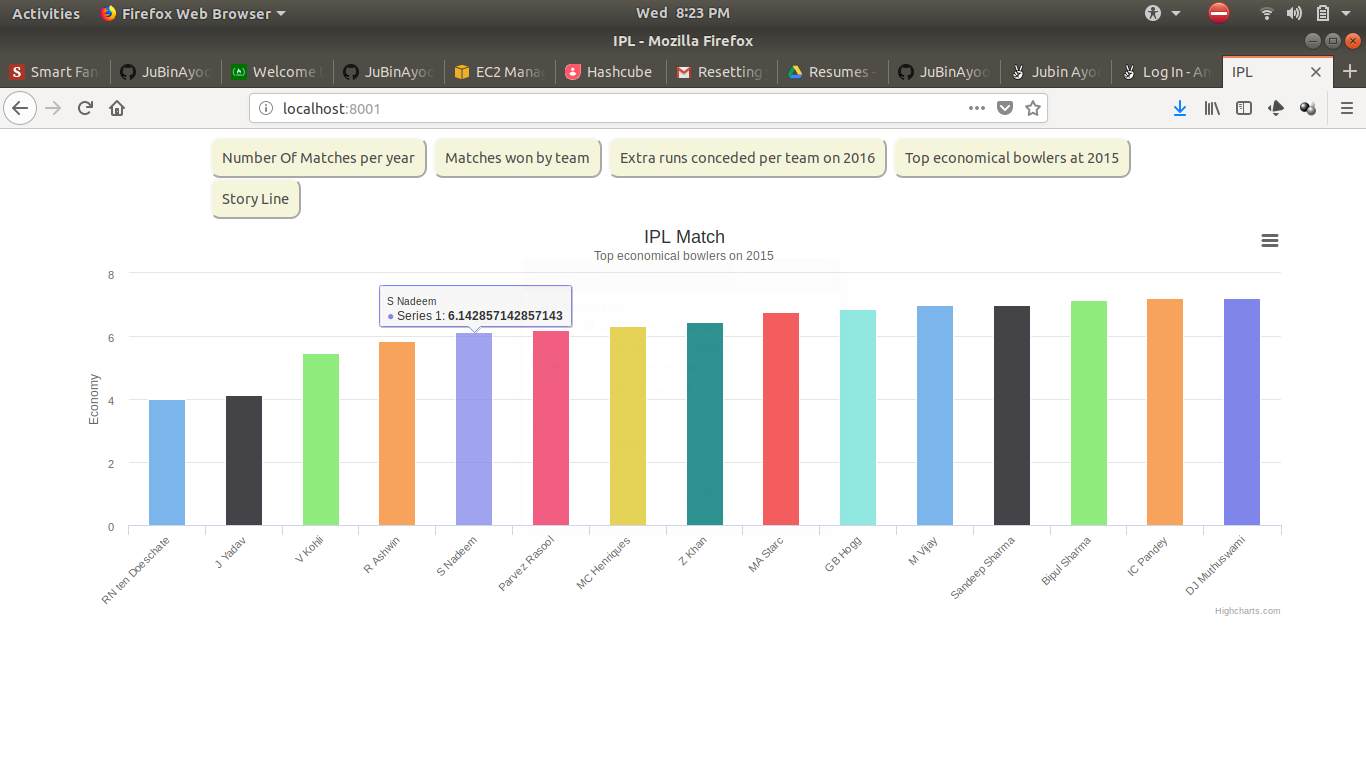 Activities Firefox Web Browser Wed 8:23 PM
IPL - Mozilla Firefox
Smart Fan JuBinAyoo Welcome JuBinAyoo EC2 Mana Hashcube Resetting Resumes - JuBinAyoo Jubin Ayoo Log In - An IPL
localhost:8001
Number Of Matches per year Matches won by team Extra runs conceded per team on 2016 Top economical bowlers at 2015
Story Line
IPL Match
Top economical bowlers on 2015
S Nadeem
Series 1: 6.142857142857143
Economy
8
6
4
2
0
RN ten Doeschate J Yadav V Kohli R Ashwin S Nadeem Parvez Rasool MC Henriques Z Khan MA Starc G B Hogg M Vijay Sandeep Sharma Bipul Sharma IC Pandey DJ Muthuswami
Highcharts.com